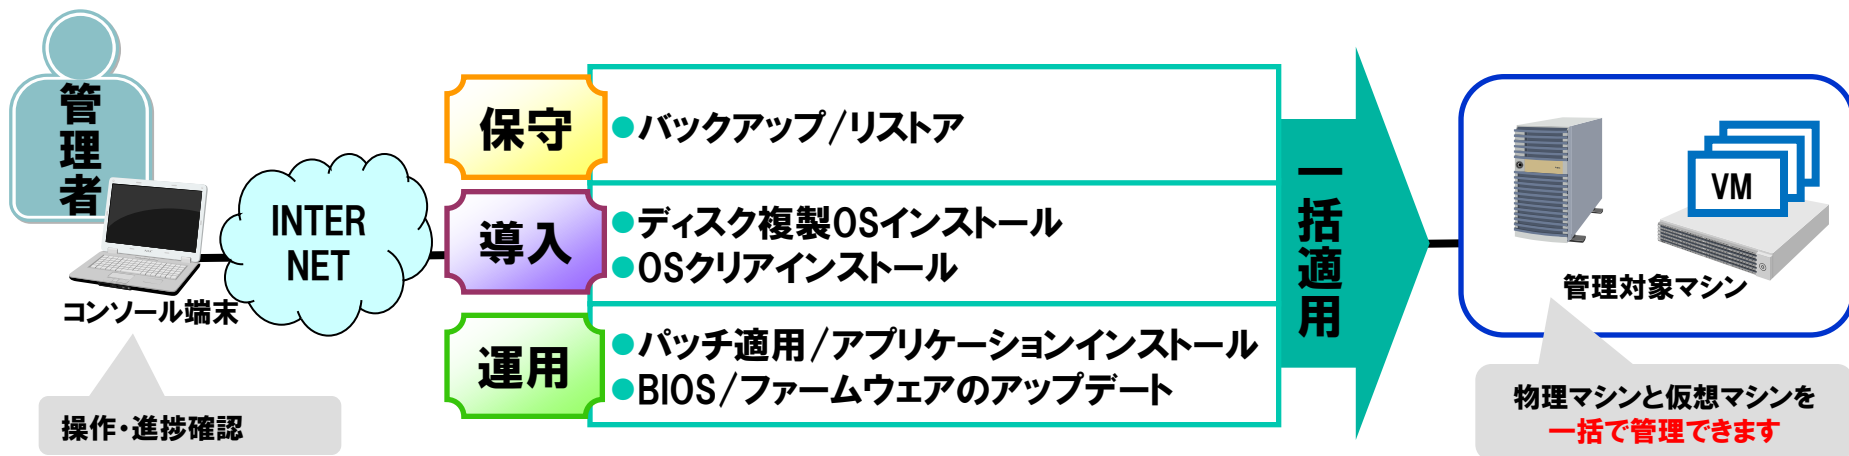 管理者
コンソール端末
操作・進捗確認
INTER
NET
保守
●バックアップ/リストア
導入
●ディスク複製OSインストール
●OSクリアインストール
運用
●パッチ適用/アプリケーションインストール
●BIOS/ファームウェアのアップデート
一括適用
VM
管理対象マシン
物理マシンと仮想マシンを
一括で管理できます